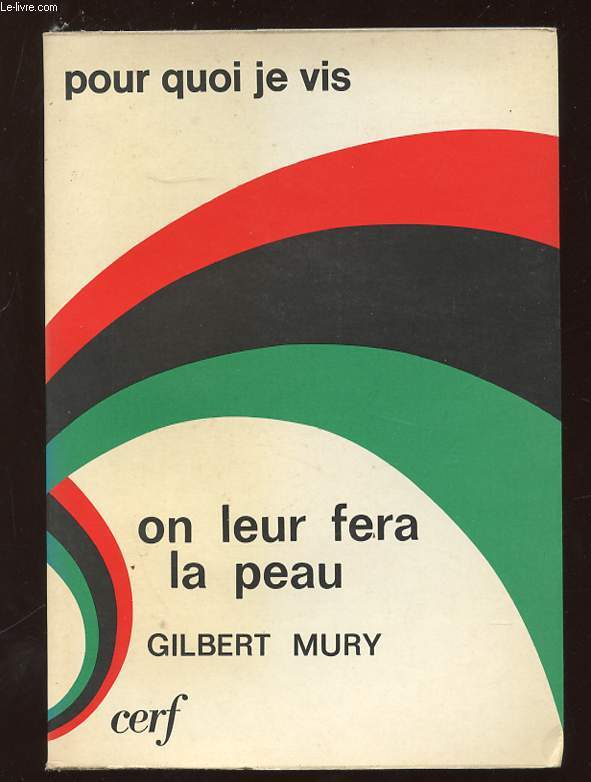 Le-livre.com
pour quoi je vis
on leur fera
la peau
GILBERT MURY
cerf